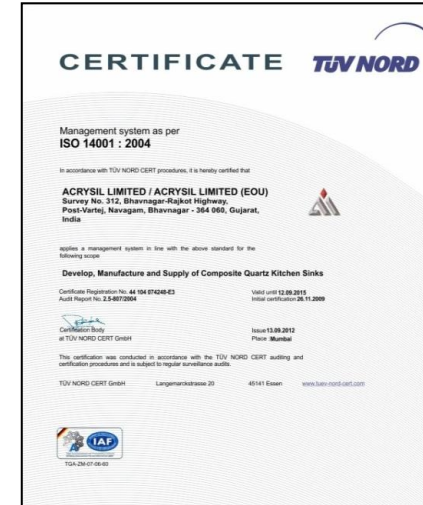 CERTIFICATE TÜV NORD
Management system as per
ISO 14001 : 2004
In accordance with TÜV NORD CERT procedures, it is hereby certified that
ACRYSIL LIMITED / ACRYSIL LIMITED (EOU)
Survey No. 312, Bhavnagar-Rajkot Highway,
Post-Vartej, Navagam, Bhavnagar - 364 060, Gujarat,
India
applies a management system in line with the above standard for the
following scope
Develop, Manufacture and Supply of Composite Quartz Kitchen Sinks
Certificate Registration No. 44 104 074248-E3 Valid until 12.09.2015
Audit Report No. 2.5-807/2004 Initial certification 26.11.2009
Certification Body Issue 13.09.2012
at TÜV NORD CERT GmbH Place :Mumbai
This certification was conducted in accordance with the TÜV NORD CERT auditing and
certification procedures and is subject to regular surveillance audits.
TÜV NORD CERT GmbH Langemarckstrasse 20 45141 Essen www.tuev-nord-cert.com
IAF
TGA-ZM-07-06-60